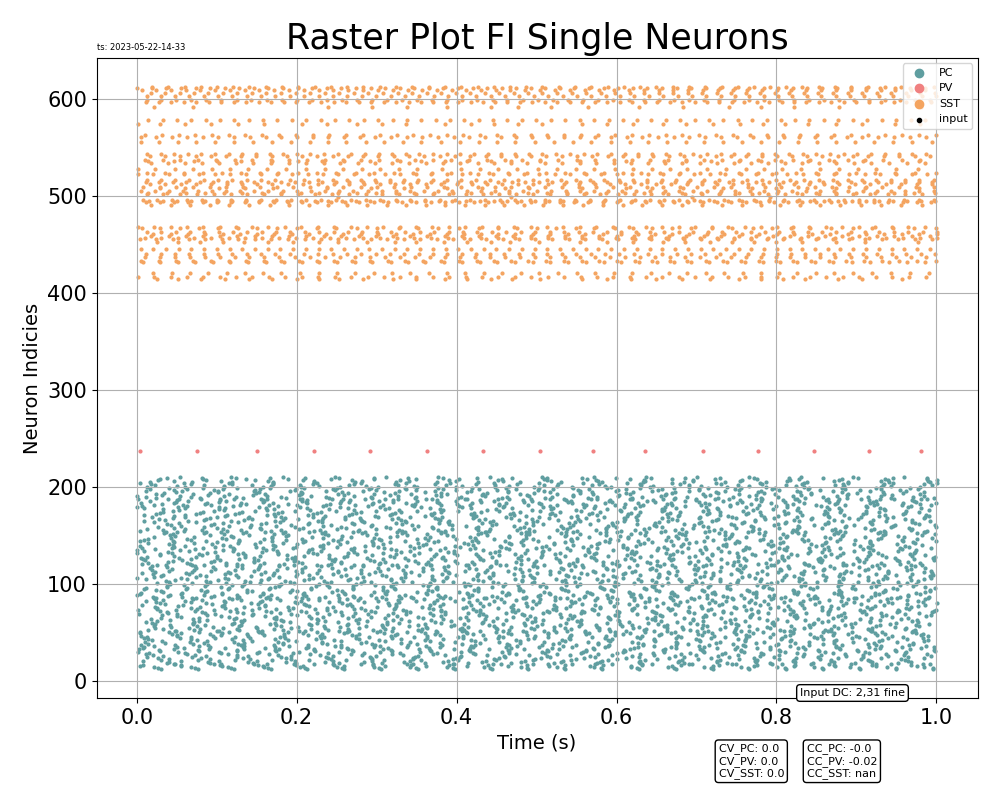 Raster Plot FI Single Neurons
ts: 2023-05-22-14-33
PC
PV
SST
input
600
500
400
300
200
100
0
Neuron Indicies
0.0
0.2
0.4
0.6
0.8
1.0
Time (s)
Input DC: 2,31 fine
CV_PC: 0.0
CV_PV: 0.0
CV_SST: 0.0
CC_PC: -0.0
CC_PV: -0.02
CC_SST: nan